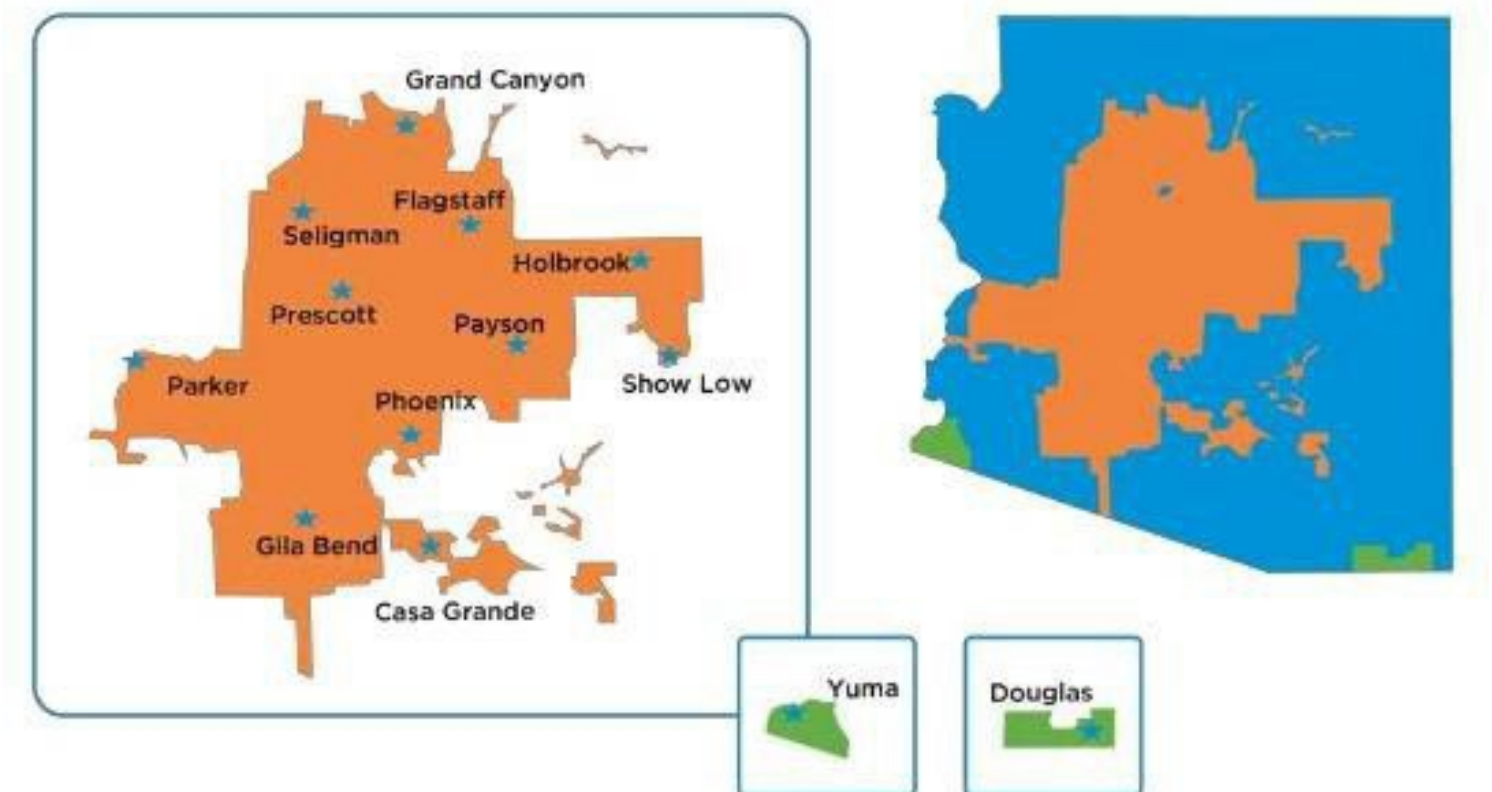 Grand Canyon
Flagstaff
Seligman
Holbrook
Prescott
Payson
Parker
Show Low
Phoenix
Gila Bend
Casa Grande
Yuma
Douglas